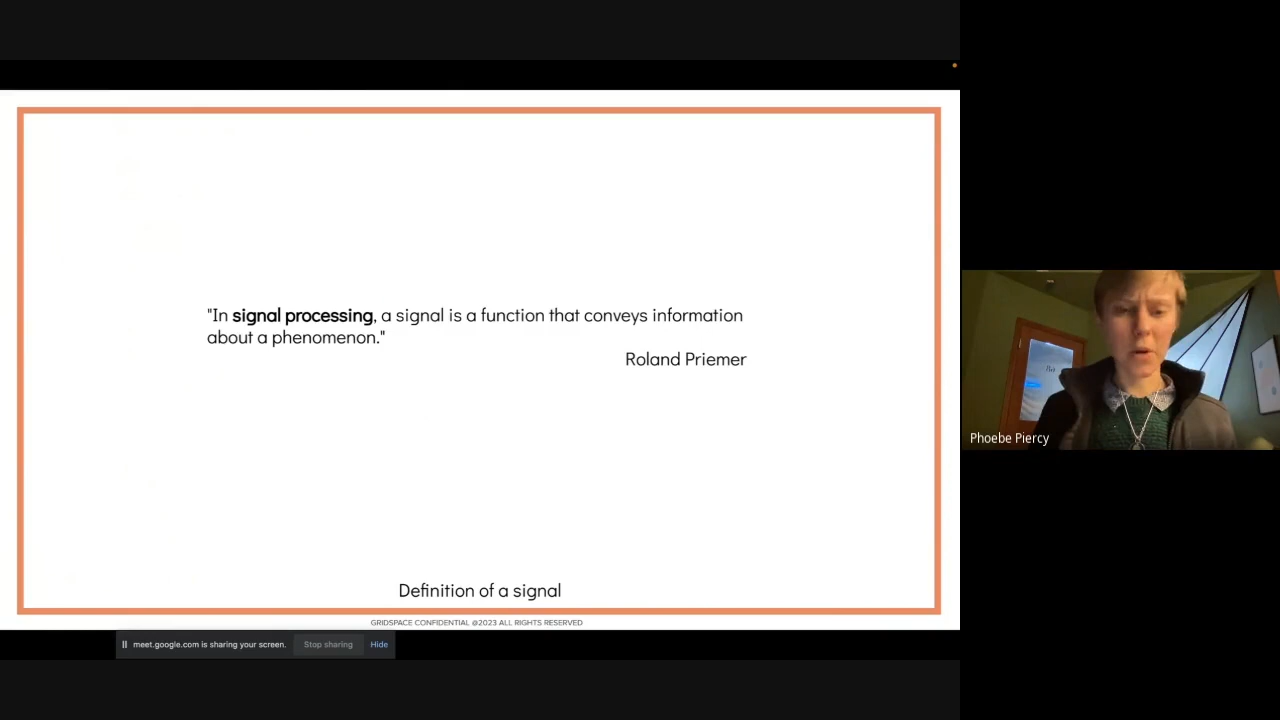 "In signal processing, a signal is a function that conveys information
about a phenomenon."
Roland Priemer
Definition of a signal
GRIDSPACE CONFIDENTIAL @2023 ALL RIGHTS RESERVED
meet.google.com is sharing your screen. Stop sharing Hide
Phoebe Piercy